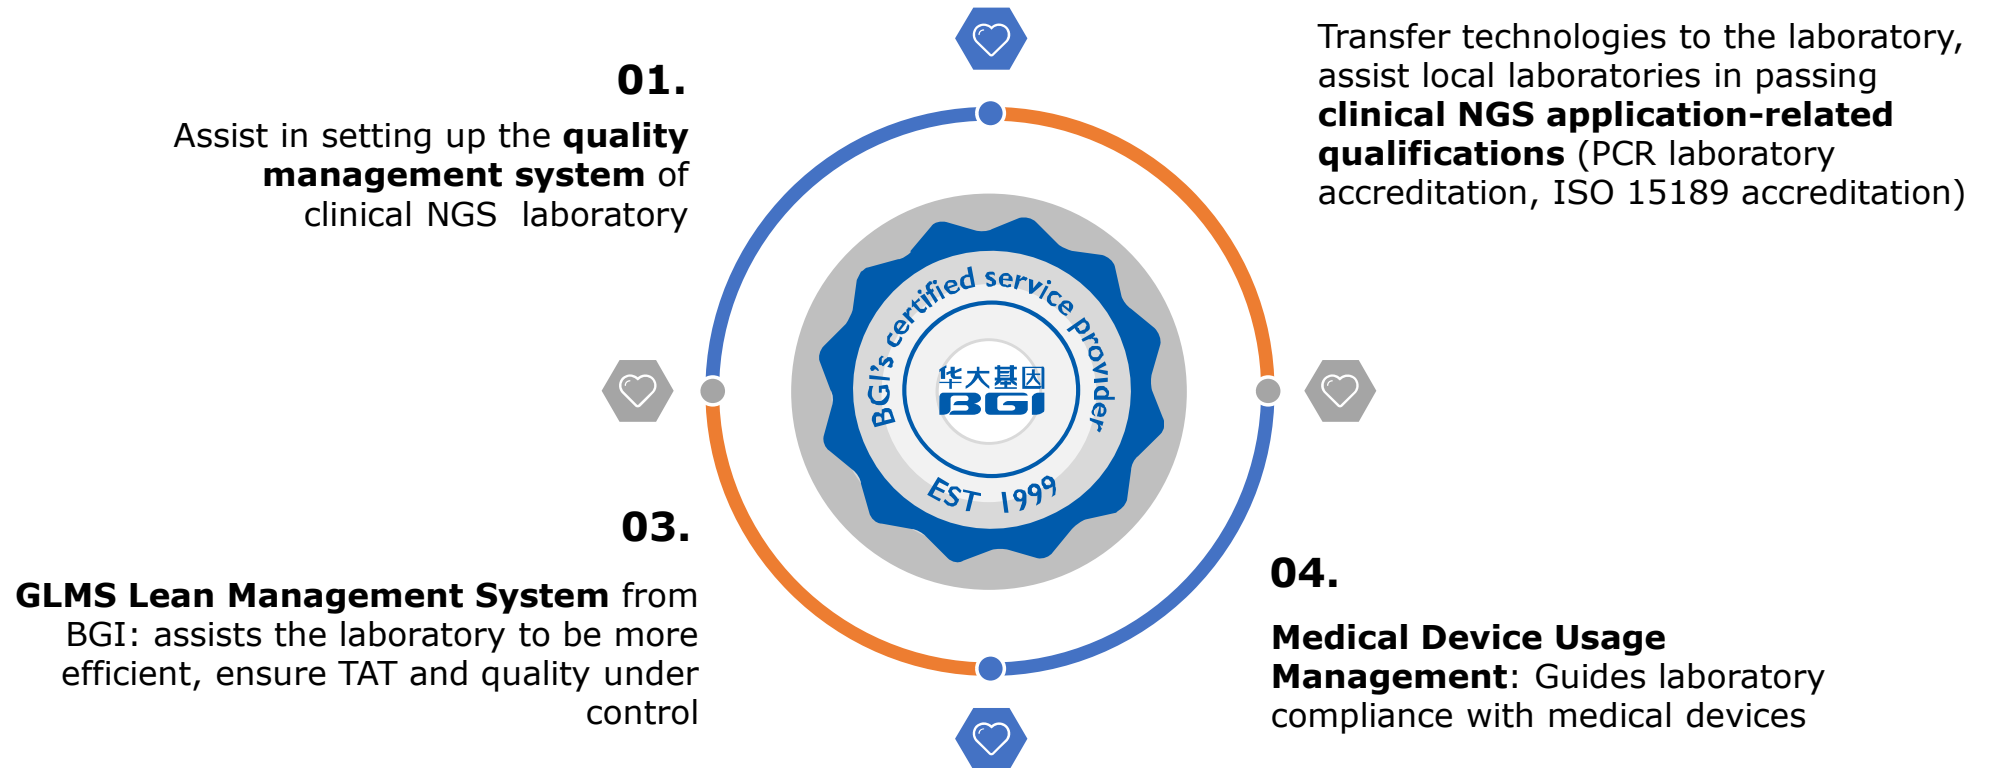 01.
Assist in setting up the quality
management system of
clinical NGS laboratory
Transfer technologies to the laboratory,
assist local laboratories in passing
clinical NGS application-related
qualifications (PCR laboratory
accreditation, ISO 15189 accreditation)
BGI's certified service provider
华大基因
BGI
EST 1999
03.
GLMS Lean Management System from
BGI: assists the laboratory to be more
efficient, ensure TAT and quality under
control
04.
Medical Device Usage
Management: Guides laboratory
compliance with medical devices